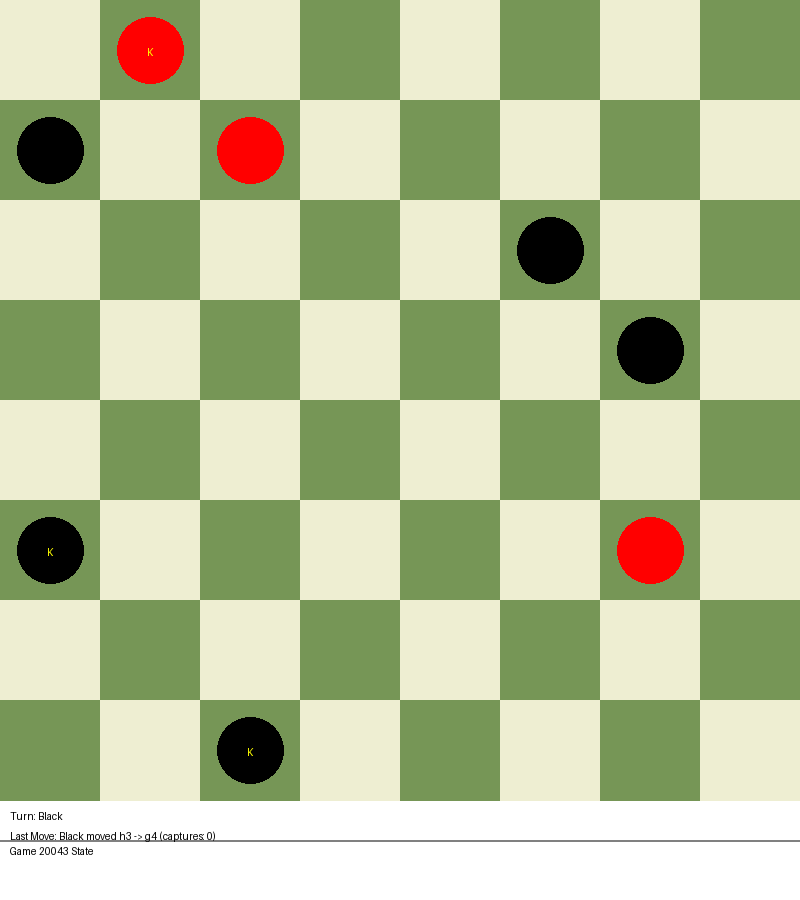 K
K
K
Turn: Black
Last Move: Black moved h3 -> g4 (captures: 0)
Game 20043 State